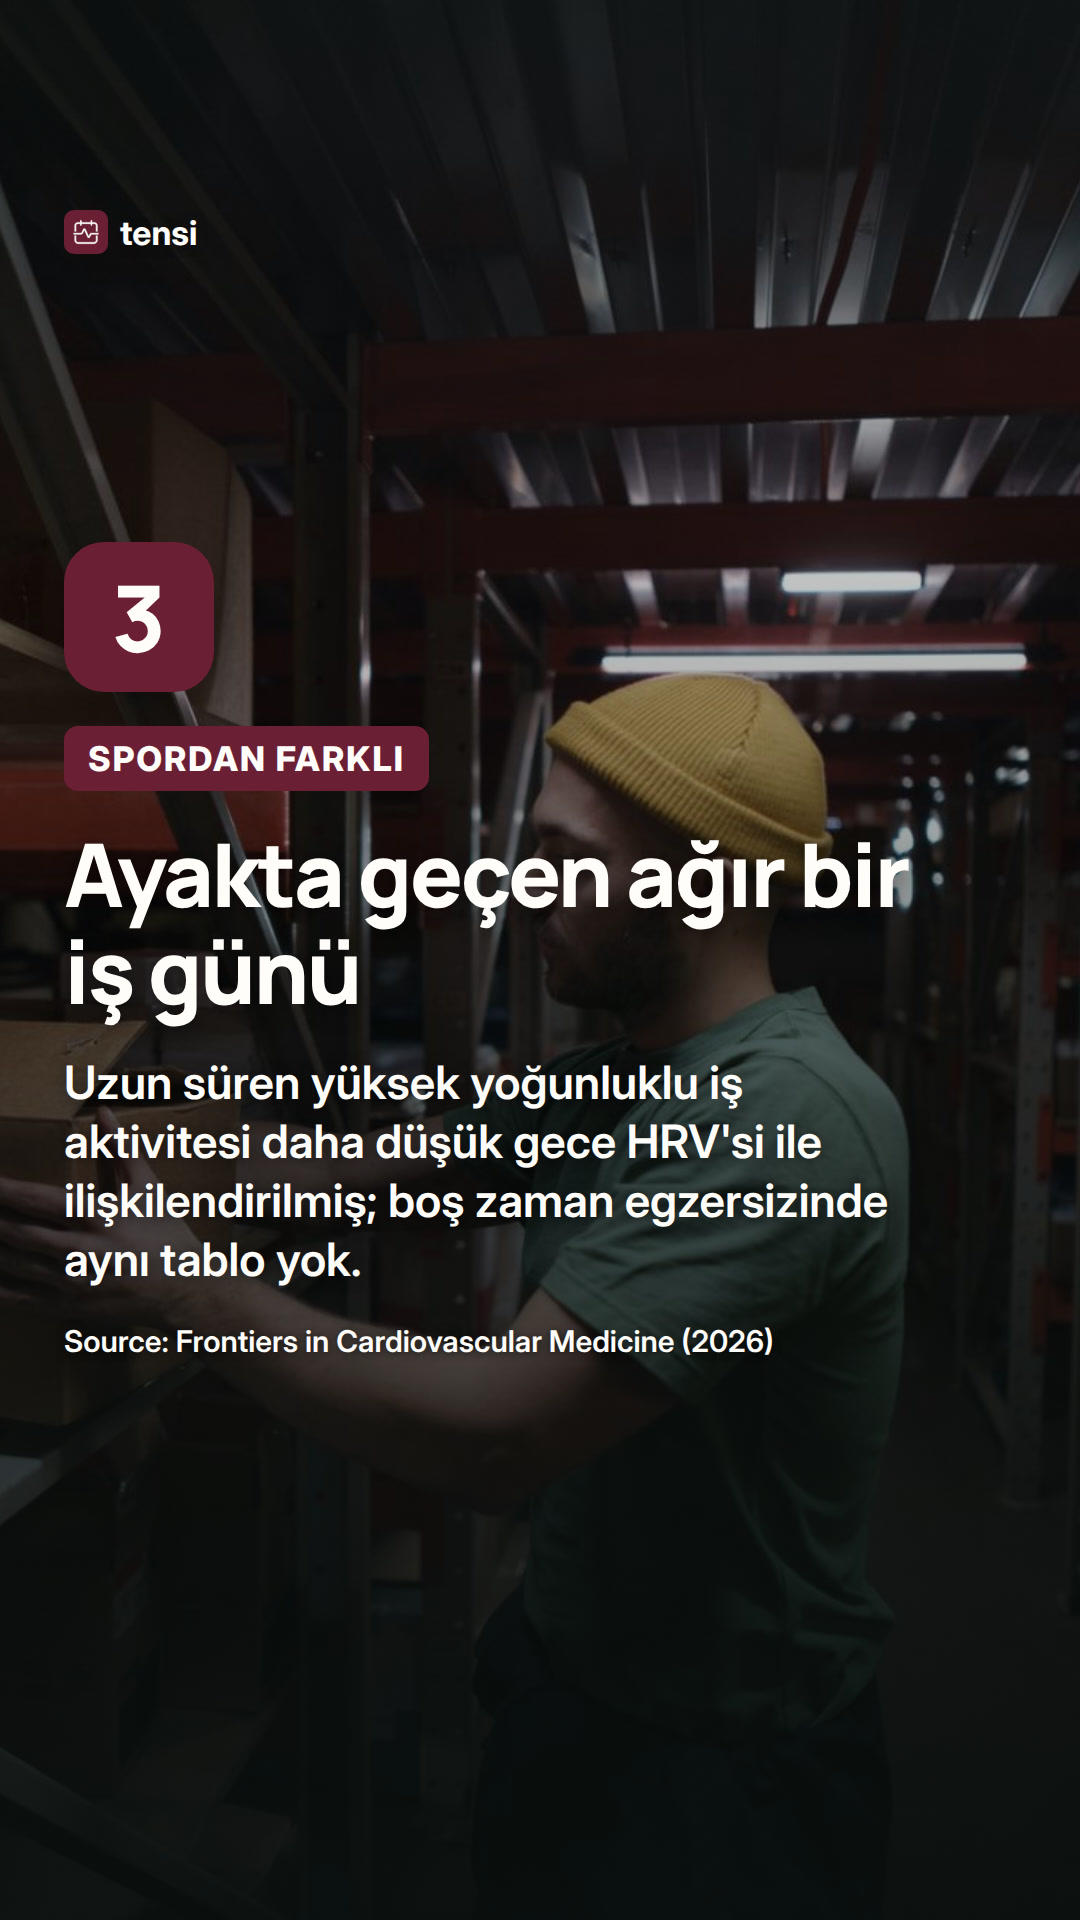 tensi
3
SPORDAN FARKLI
Ayakta geçen ağır bir
iş günü
Uzun süren yüksek yoğunluklu iş
aktivitesi daha düşük gece HRV'si ile
ilişkilendirilmiş; boş zaman egzersizinde
aynı tablo yok.
Source: Frontiers in Cardiovascular Medicine (2026)